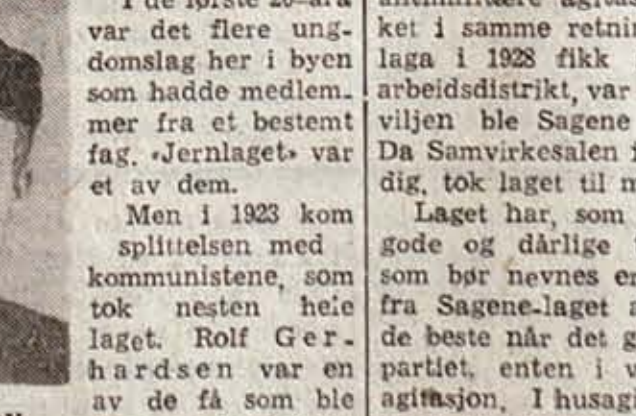 I de første 20-åra
var det flere ung-
domslag her i byen
som hadde medlem-
mer fra et bestemt
fag. «Jernlaget» var
et av dem.
Men i 1923 kom
splittelsen med
kommunistene, som
tok nesten hele
laget. Rolf Ger-
hardsen var en
av de få som ble
ket i samme
laga i 1928 fikk
arbeidsdistrikt, var
viljen ble Sagene
Da Samvirkesalen
dig, tok laget til
Laget har, som
gode og dårlige
som bør nevnes
fra Sagene-laget
de beste når det
partiet, enten i
agitasjon. I